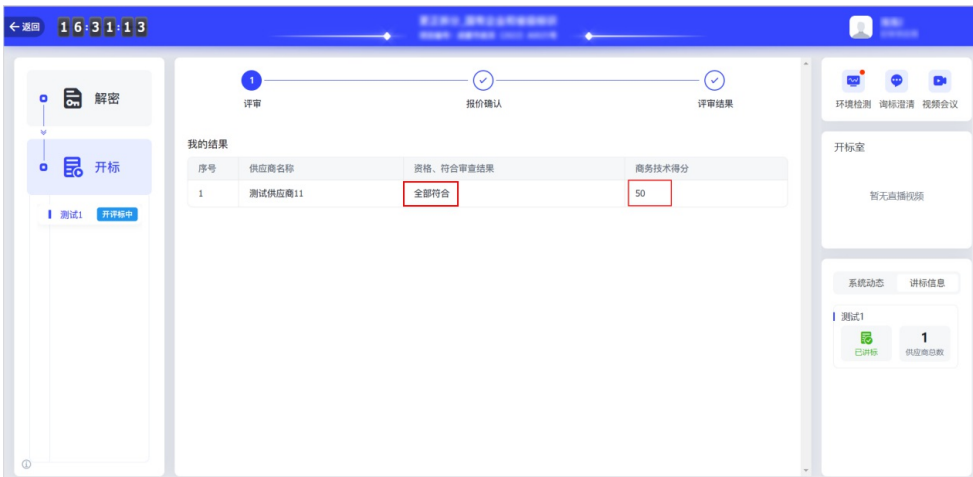 返回 16:31:13
解密
开标
测试1 开评标中
1
评审 报价确认 评审结果
我的结果
序号 供应商名称 资格、符合审查结果 商务技术得分
1 测试供应商11 全部符合 50
环境检测 询标澄清 视频会议
开标室
暂无直播视频
系统动态 讲标信息
测试1
已讲标
1
供应商总数